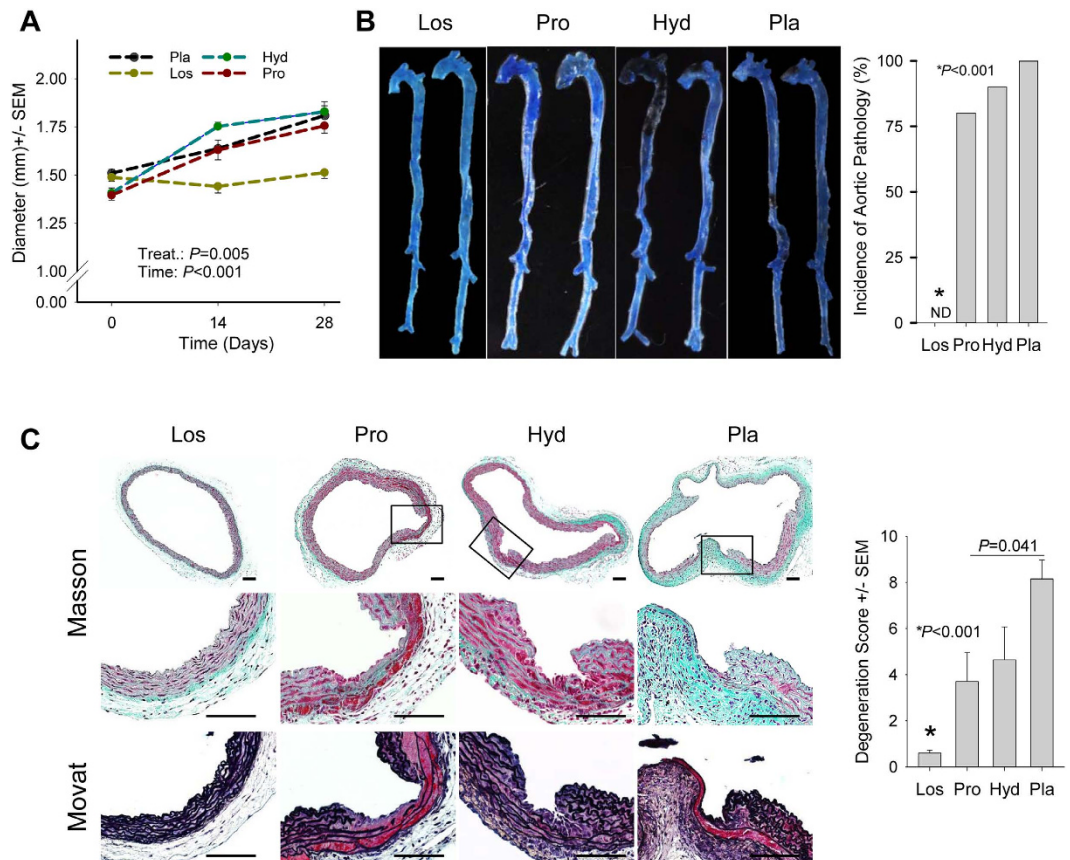 A
Pla
Hyd
Los
Pro
Diameter (mm)+/- SEM
2.00
1.75
1.50
1.25
1.00
0.00
Treat.: P=0.005
Time: P<0.001
0
14
28
Time (Days)
B
Los
Pro
Hyd
Pla
Incidence of Aortic Pathology (%)
100
75
50
25
0
*P<0.001
*
ND
Los Pro Hyd Pla
C
Los
Pro
Hyd
Pla
Masson
Movat
Degeneration Score +/- SEM
10
8
6
4
2
0
P=0.041
*P<0.001
*
Los Pro Hyd Pla